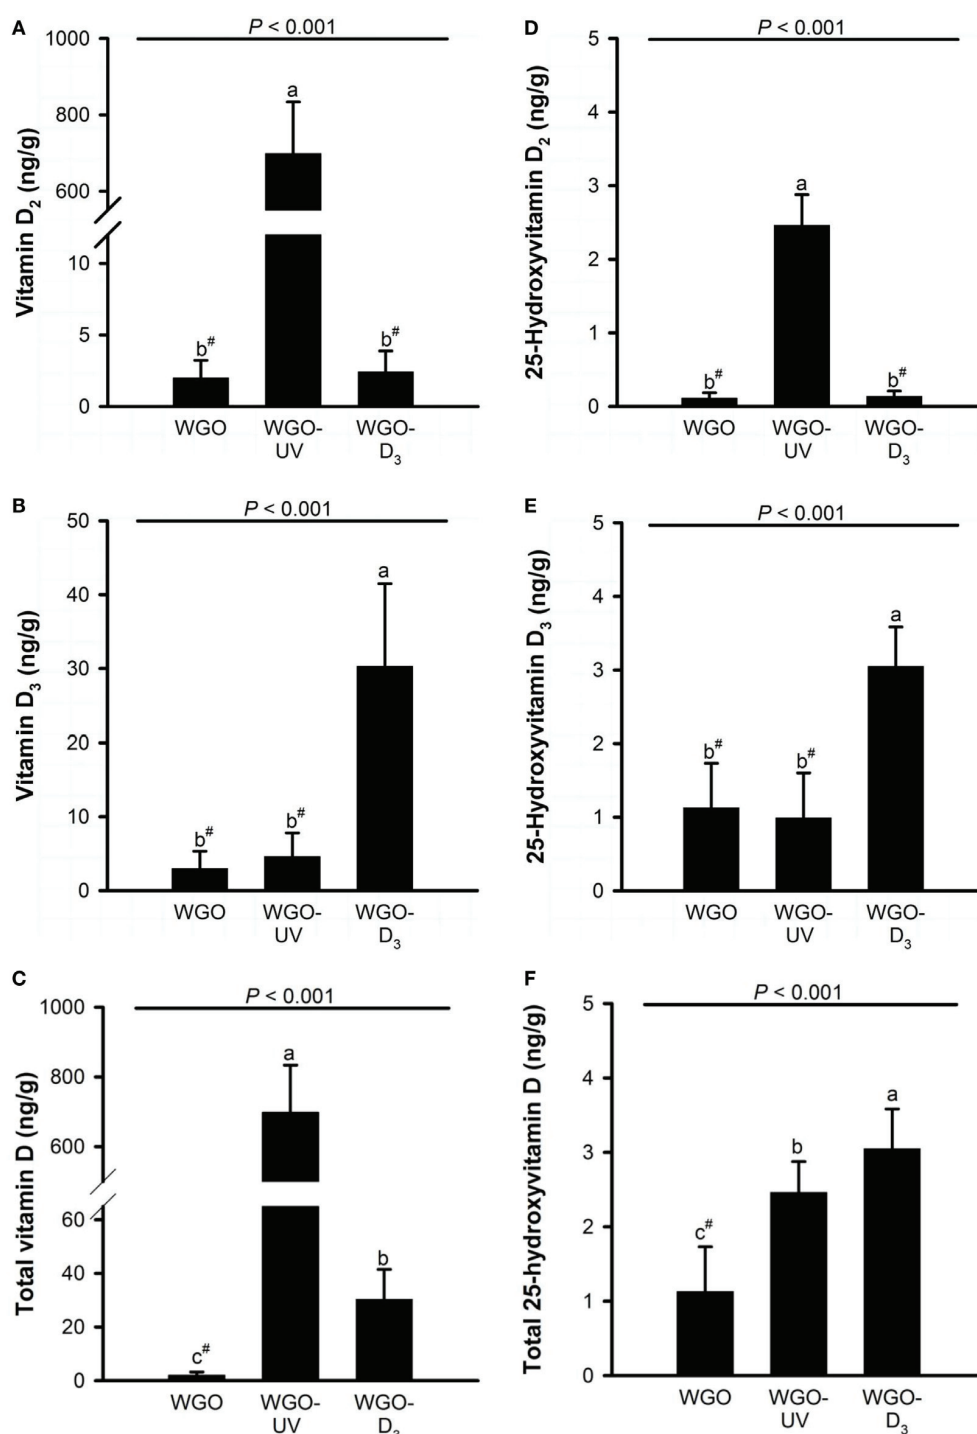 A
P < 0.001
Vitamin D₂ (ng/g)
1000
800
600
10
5
0
b#
a
b#
WGO
WGO-
UV
WGO-
D₃
D
P < 0.001
25-Hydroxyvitamin D₂ (ng/g)
5
4
3
2
1
0
b#
a
b#
WGO
WGO-
UV
WGO-
D₃
B
P < 0.001
Vitamin D₃ (ng/g)
50
40
30
20
10
0
b#
b#
a
WGO
WGO-
UV
WGO-
D₃
E
P < 0.001
25-Hydroxyvitamin D₃ (ng/g)
5
4
3
2
1
0
b#
b#
a
WGO
WGO-
UV
WGO-
D₃
C
P < 0.001
Total vitamin D (ng/g)
1000
800
600
60
40
20
0
c#
a
b
WGO
WGO-
UV
WGO-
D₃
F
P < 0.001
Total 25-hydroxyvitamin D (ng/g)
5
4
3
2
1
0
c#
b
a
WGO
WGO-
UV
WGO-
D₃